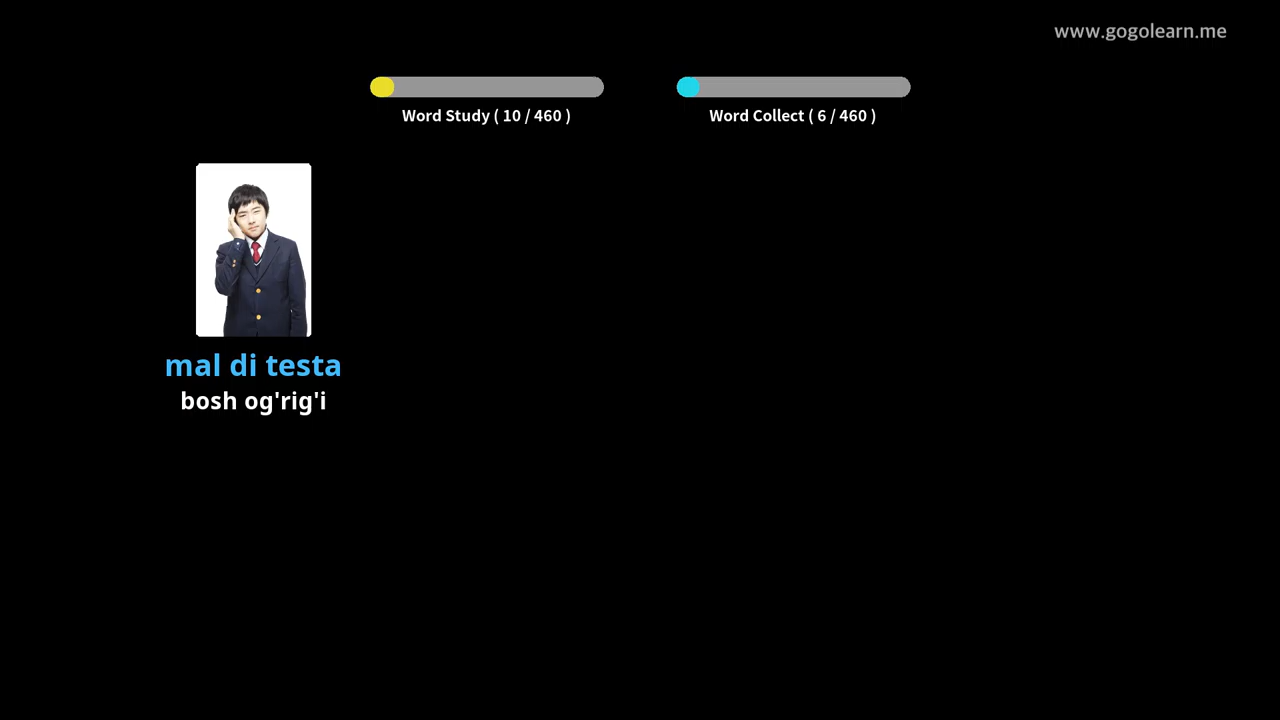 www.gogolearn.me
Word Study ( 10 / 460 )
Word Collect ( 6 / 460 )
mal di testa
bosh og'rig'i